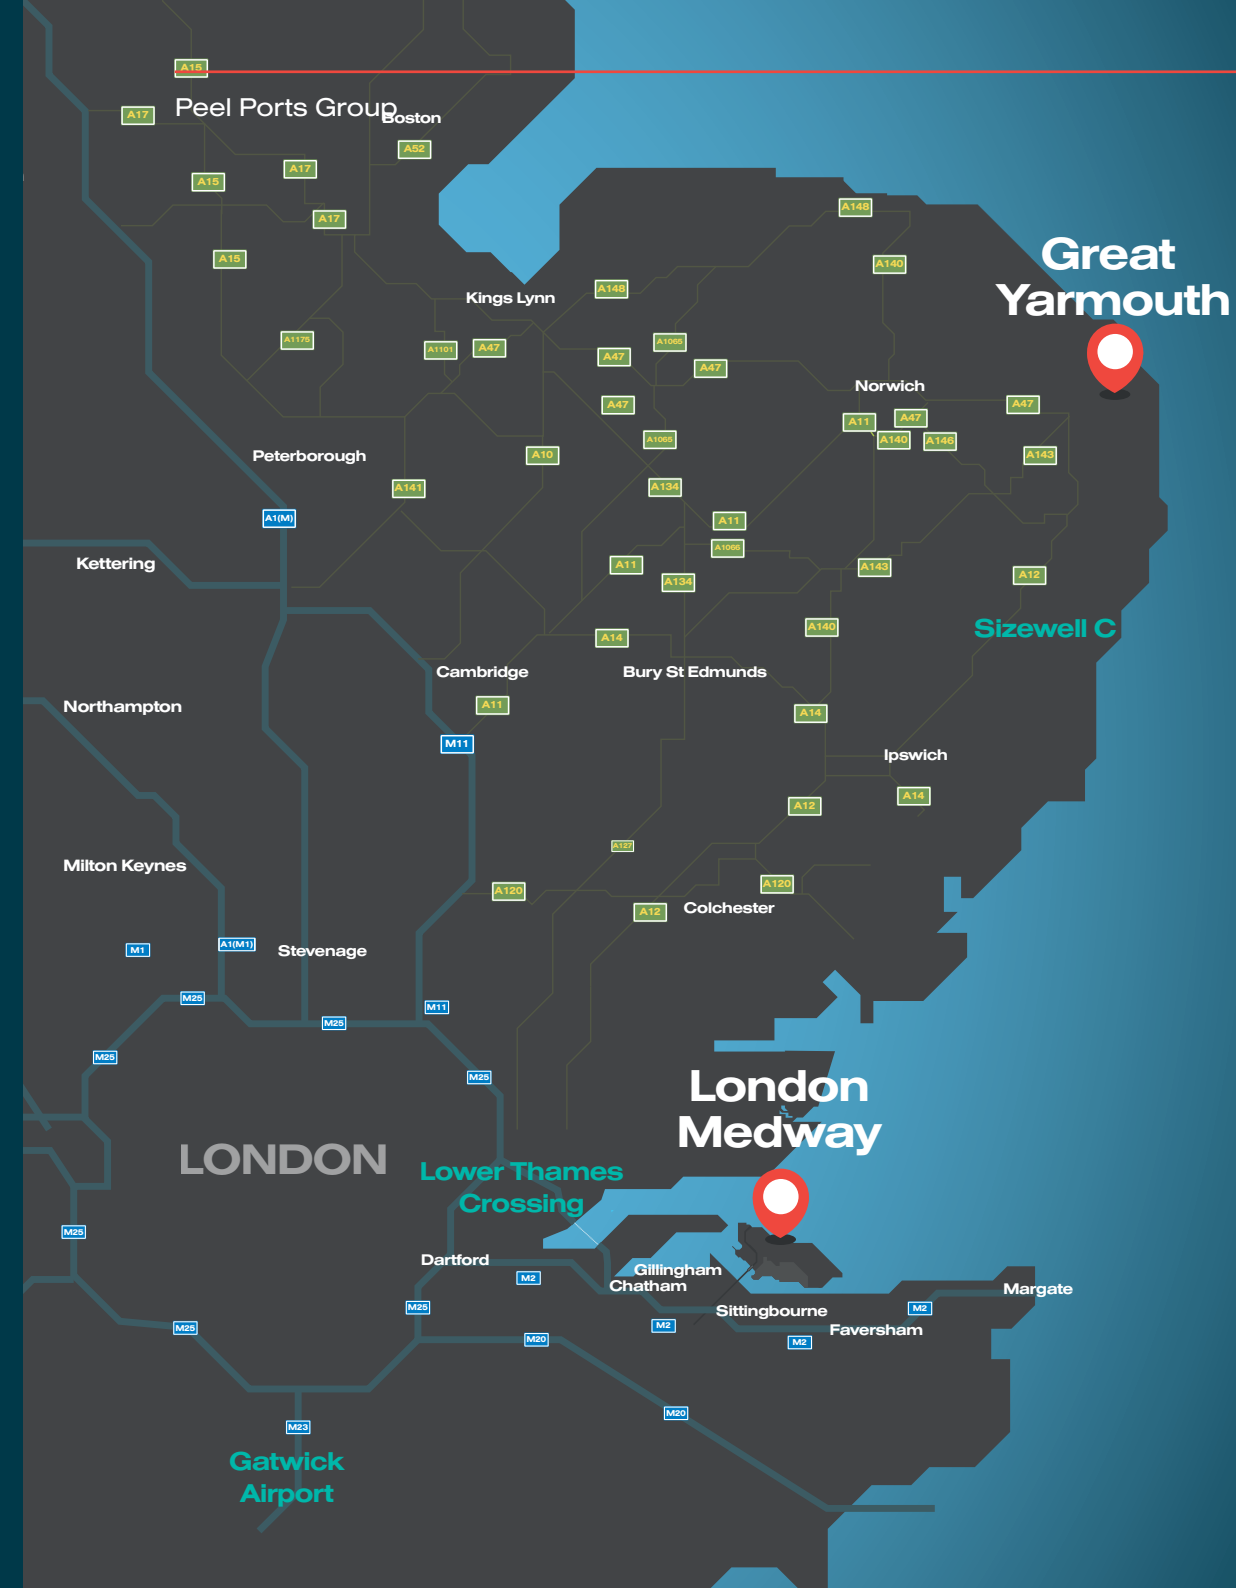 A15
Peel Ports Group
A17
Boston
A52
A17
A15
A148
A17
Great
Yarmouth
A15
A140
A148
Kings Lynn
A1175
A1101
A47
A47
A1065
A47
Norwich
A47
A47
A11
A47
A140
A146
A1065
A143
Peterborough
A10
A141
A134
A1(M)
A11
A1065
Kettering
A11
A134
A143
A12
Sizewell C
A14
A140
Cambridge
Bury St Edmunds
Northampton
A11
A14
M11
Ipswich
A12
A14
A127
Milton Keynes
A120
A120
A12
Colchester
M1
A1(M1)
Stevenage
M25
M11
M25
M25
M25
London
Medway
LONDON
Lower Thames
Crossing
M25
Dartford
Gillingham
Chatham
M2
Margate
M25
Sittingbourne
M2
M25
M2
Faversham
M20
M2
M20
M23
Gatwick
Airport